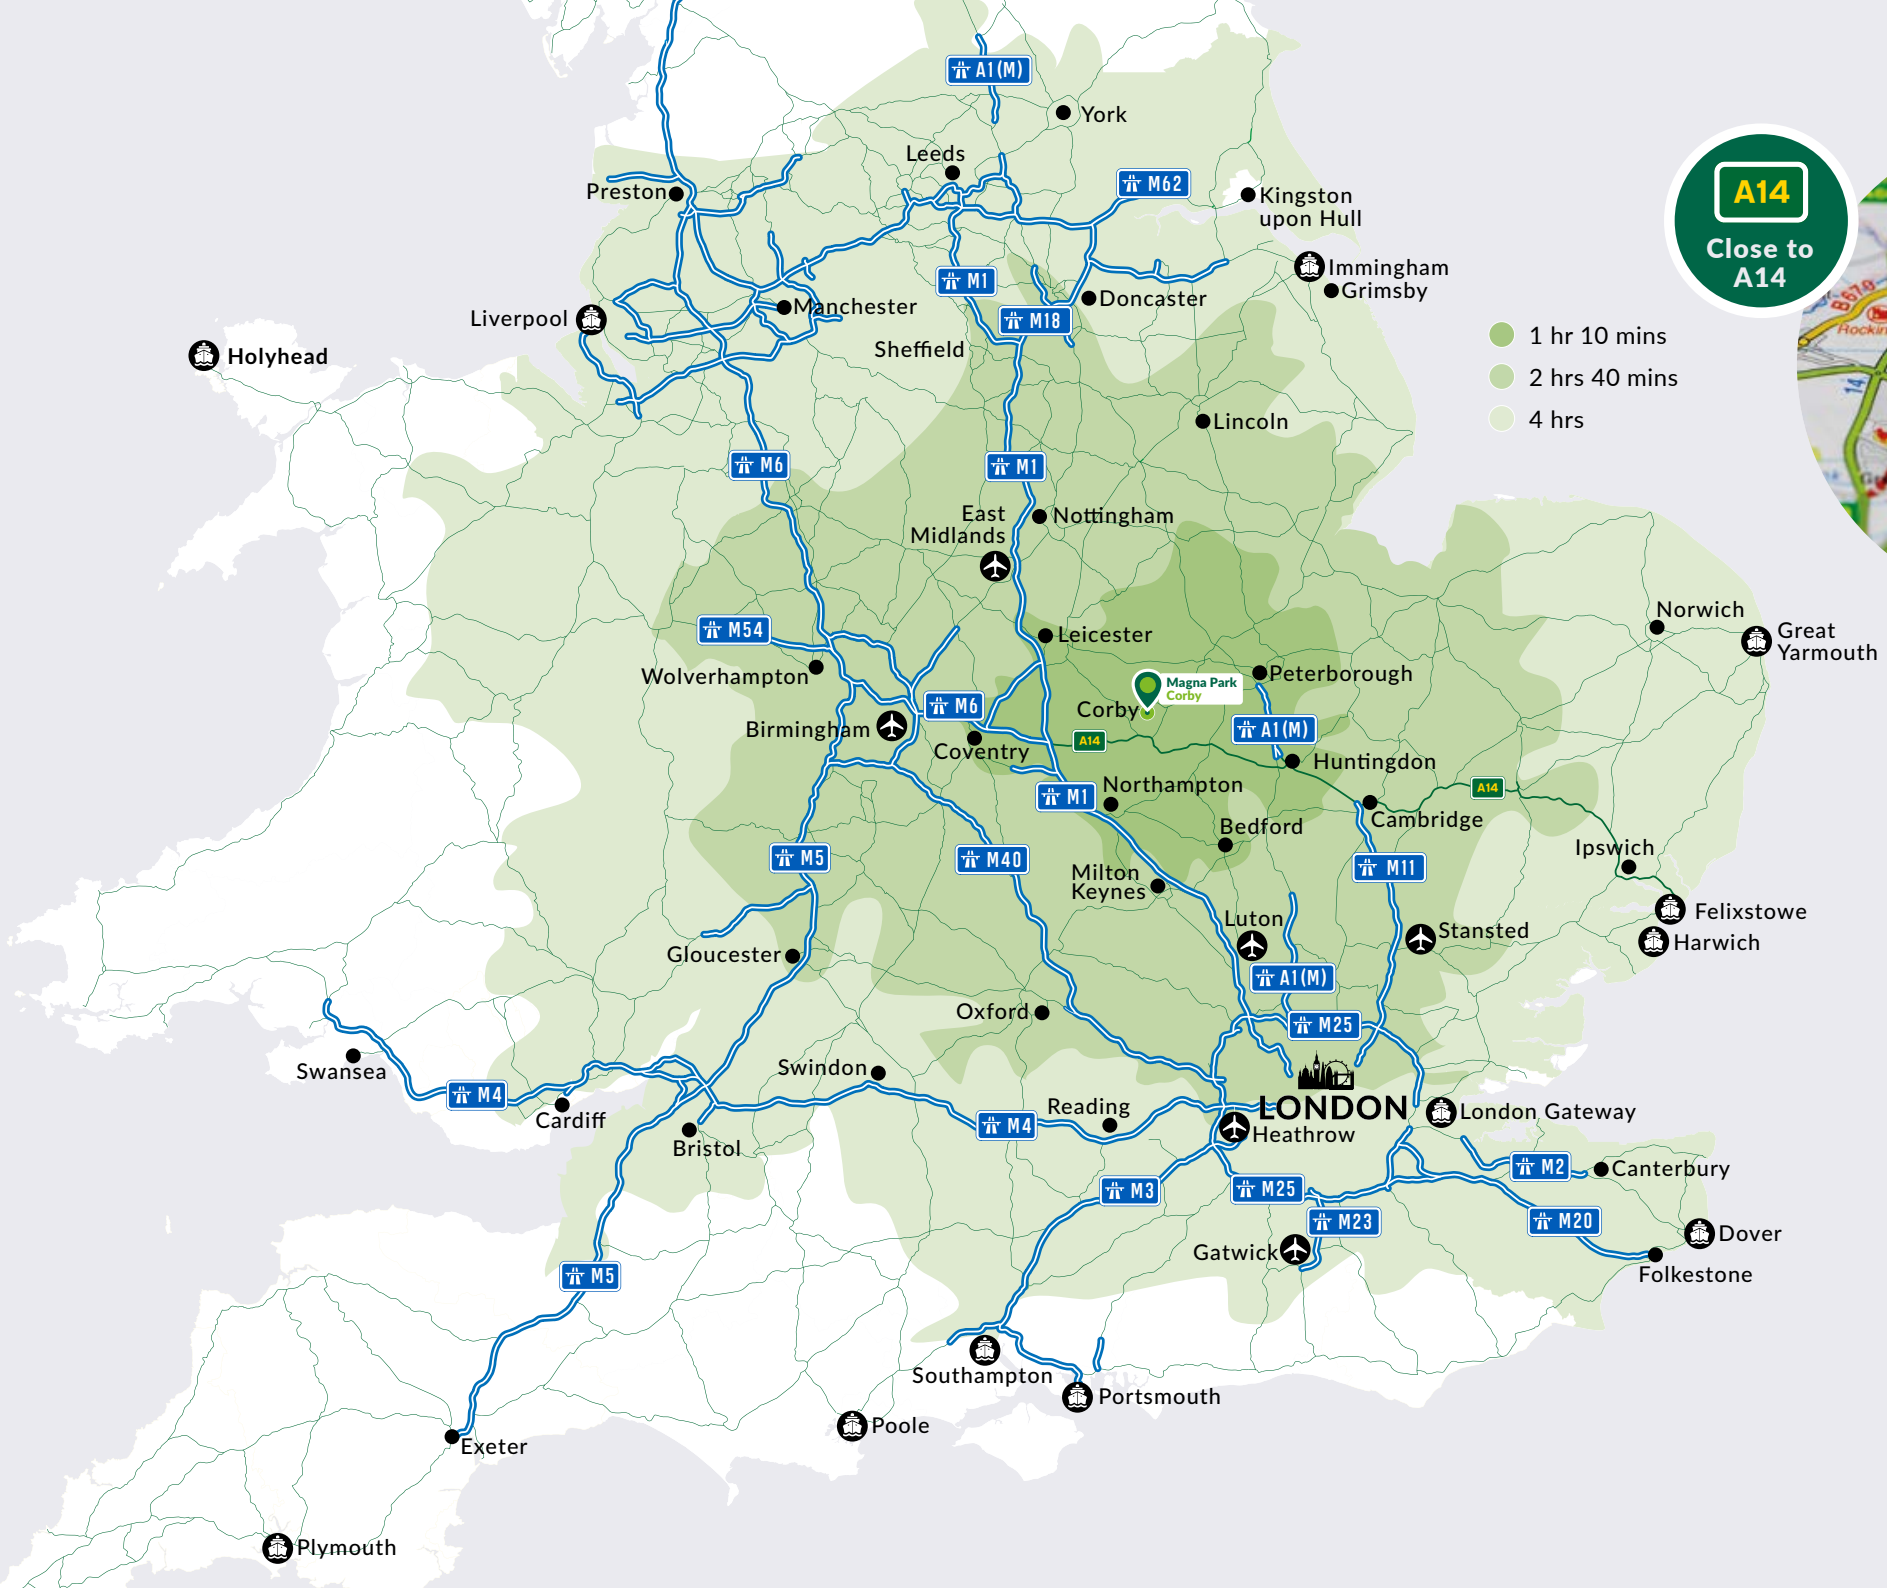 A1(M)
York
Leeds
M62
Preston
Kingston
upon Hull
A14
Close to
A14
M1
Immingham
Grimsby
Doncaster
Manchester
Liverpool
M18
Sheffield
Holyhead
1 hr 10 mins
2 hrs 40 mins
4 hrs
B670
14
Lincoln
M6
M1
East
Midlands
Nottingham
Norwich
Great
Yarmouth
M54
Leicester
Wolverhampton
Peterborough
Magna Park
Corby
Corby
M6
Birmingham
A1(M)
A14
Coventry
Huntingdon
A14
M1
Northampton
Cambridge
Bedford
Ipswich
M5
M40
M11
Milton
Keynes
Luton
Stansted
Felixstowe
Harwich
Gloucester
A1(M)
Oxford
M25
Swansea
Swindon
M4
Cardiff
Reading
LONDON
London Gateway
M4
Heathrow
Bristol
M2
Canterbury
M3
M25
M23
M20
Dover
Gatwick
Folkestone
M5
Southampton
Portsmouth
Poole
Exeter
Plymouth